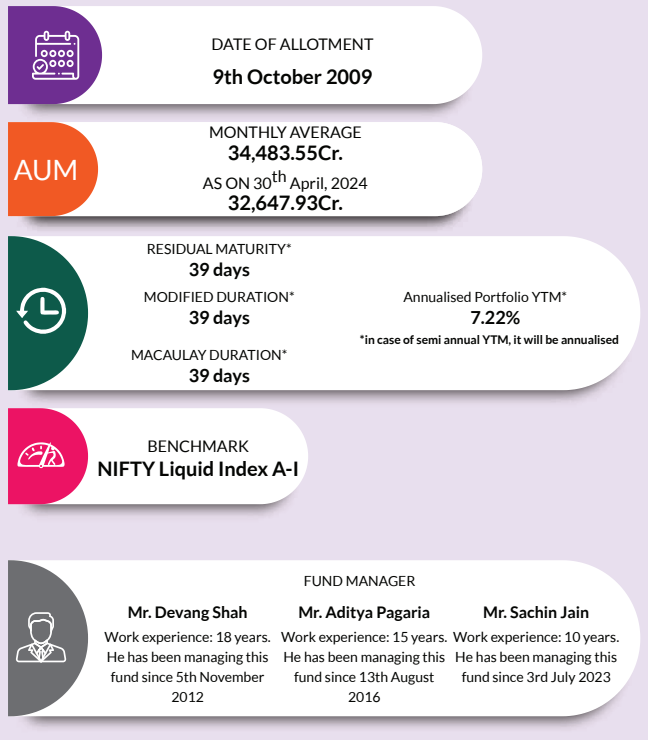 DATE OF ALLOTMENT
9th October 2009
AUM
MONTHLY AVERAGE
34,483.55Cr.
AS ON 30th April, 2024
32,647.93Cr.
RESIDUAL MATURITY*
39 days
MODIFIED DURATION*
39 days
MACAULAY DURATION*
39 days
Annualised Portfolio YTM*
7.22%
*in case of semi annual YTM, it will be annualised
BENCHMARK
NIFTY Liquid Index A-I
FUND MANAGER
Mr. Devang Shah
Work experience: 18 years.
He has been managing this
fund since 5th November
2012
Mr. Aditya Pagaria
Work experience: 15 years.
He has been managing this
fund since 13th August
2016
Mr. Sachin Jain
Work experience: 10 years.
He has been managing this
fund since 3rd July 2023